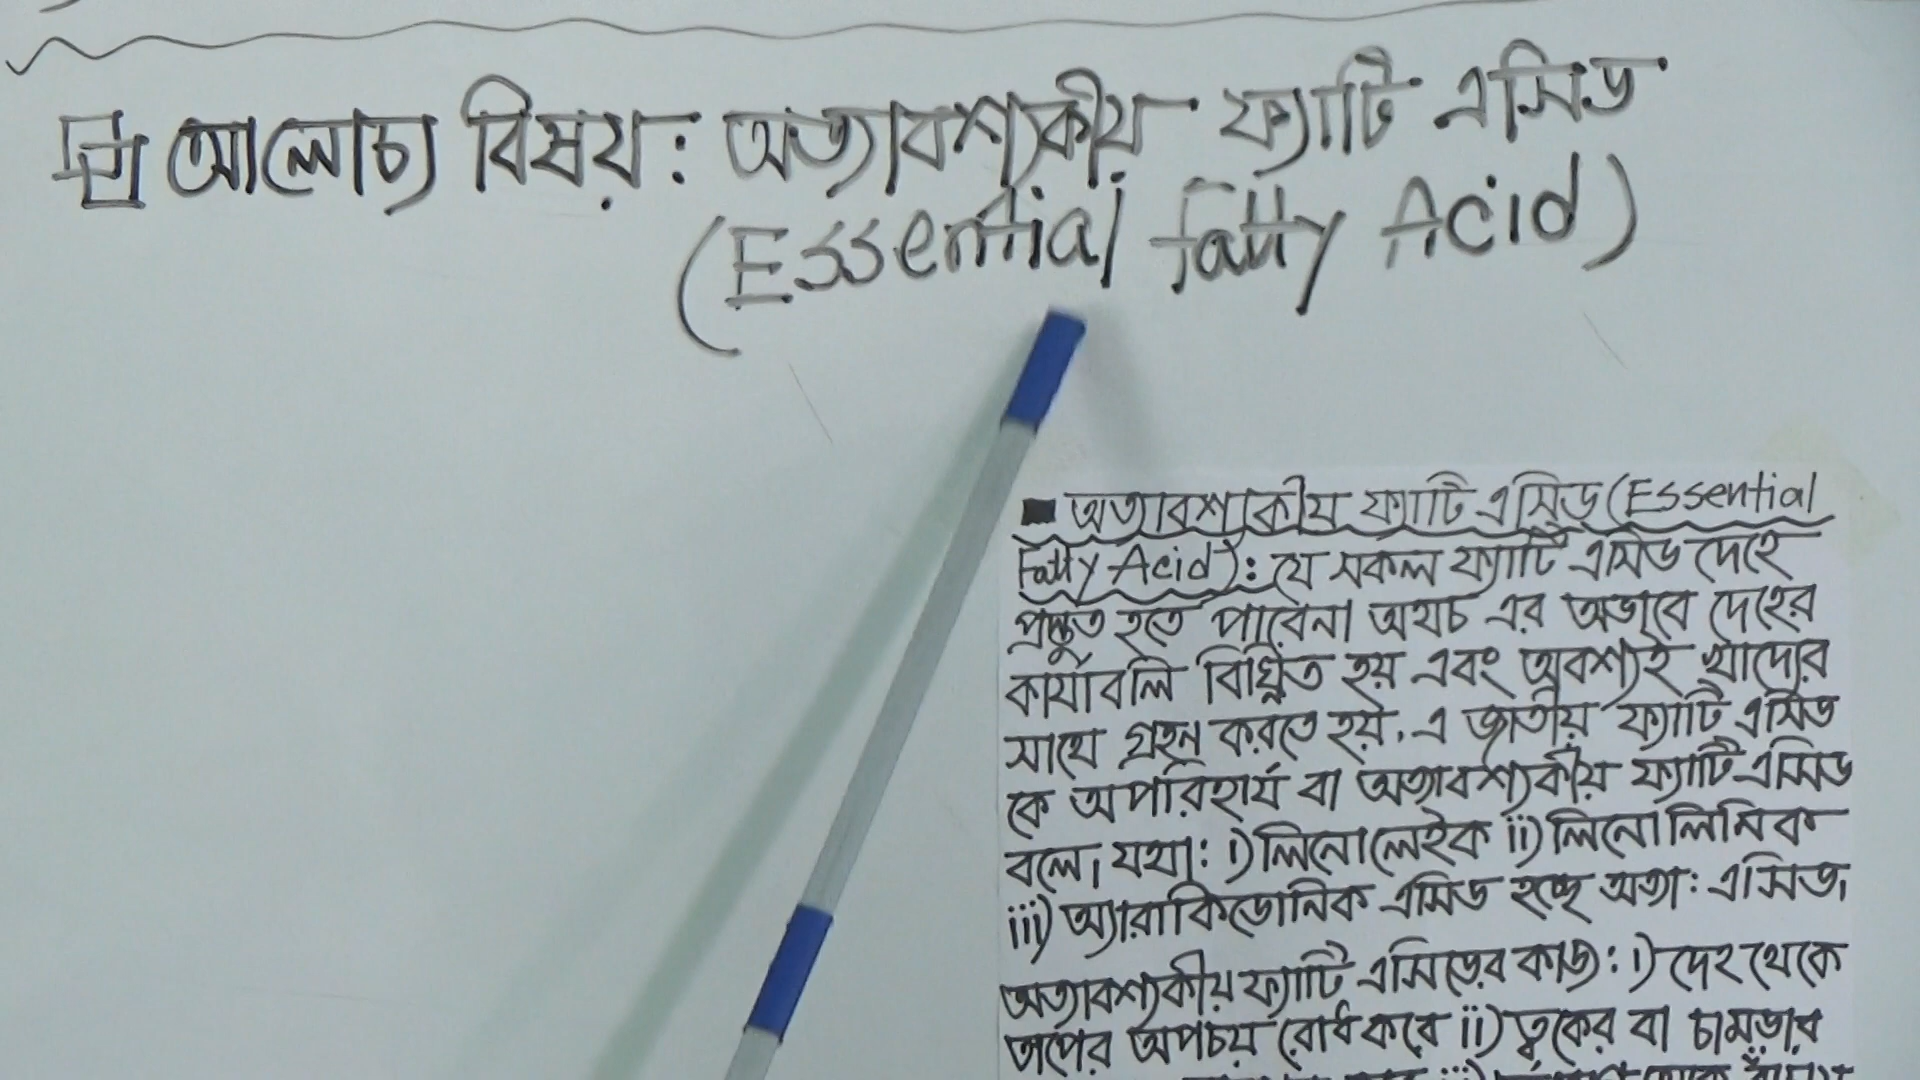 আলোচ্য বিষয়: অত্যাবশ্যকীয় ফ্যাটি এসিড
(Essential Fatty Acid)
■ অত্যাবশ্যকীয় ফ্যাটি এসিড (Essential
Fatty Acid): যে সকল ফ্যাটি এসিড দেহে
প্রস্তুত হতে পারেনা অথচ এর অভাবে দেহের
কার্যাবলি বিঘ্নিত হয় এবং অবশ্যই খাদ্যের
সাথে গ্রহন করতে হয়, এ জাতীয় ফ্যাটি এসিড
কে অপরিহার্য বা অত্যাবশ্যকীয় ফ্যাটি এসিড
বলে। যথা: i) লিনোলেইক ii) লিনোলিনিক
iii) অ্যারাকিডোনিক এসিড হচ্ছে অত্যা: এসিড।
অত্যাবশ্যকীয় ফ্যাটি এসিডের কাজ: i) দেহ থেকে
তাপের অপচয় রোধ করে ii) ত্বকের বা চামড়ার